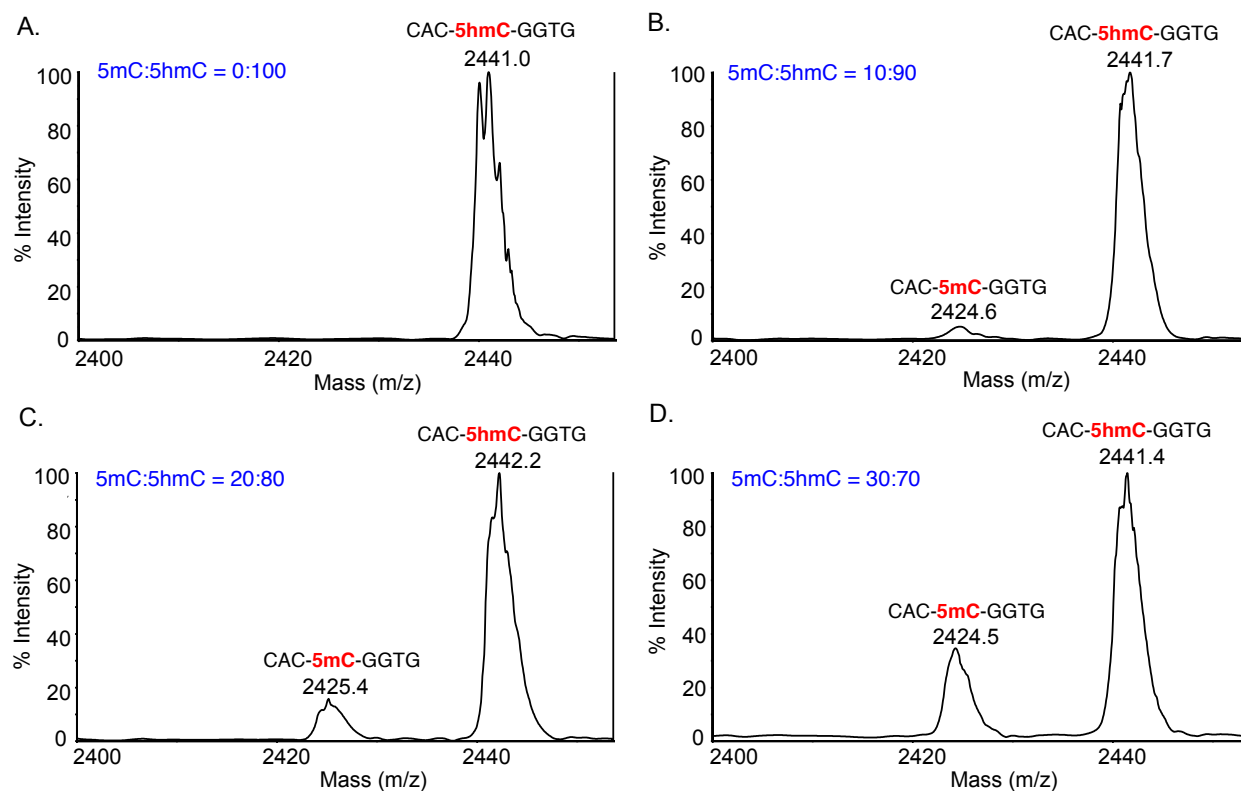 A.
CAC-5hmC-GGTG
2441.0
5mC:5hmC = 0:100
100
80
60
40
20
0
% Intensity
2400
2420
2440
Mass (m/z)
B.
CAC-5hmC-GGTG
2441.7
5mC:5hmC = 10:90
CAC-5mC-GGTG
2424.6
100
80
60
40
20
0
% Intensity
2400
2420
2440
Mass (m/z)
C.
CAC-5hmC-GGTG
2442.2
5mC:5hmC = 20:80
CAC-5mC-GGTG
2425.4
100
80
60
40
20
0
% Intensity
2400
2420
2440
Mass (m/z)
D.
CAC-5hmC-GGTG
2441.4
5mC:5hmC = 30:70
CAC-5mC-GGTG
2424.5
100
80
60
40
20
0
% Intensity
2400
2420
2440
Mass (m/z)